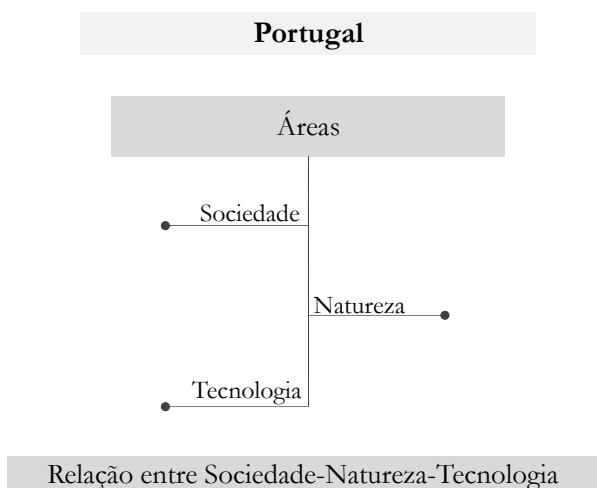 Portugal
Áreas
Sociedade
Natureza
Tecnologia
Relação entre Sociedade-Natureza-Tecnologia